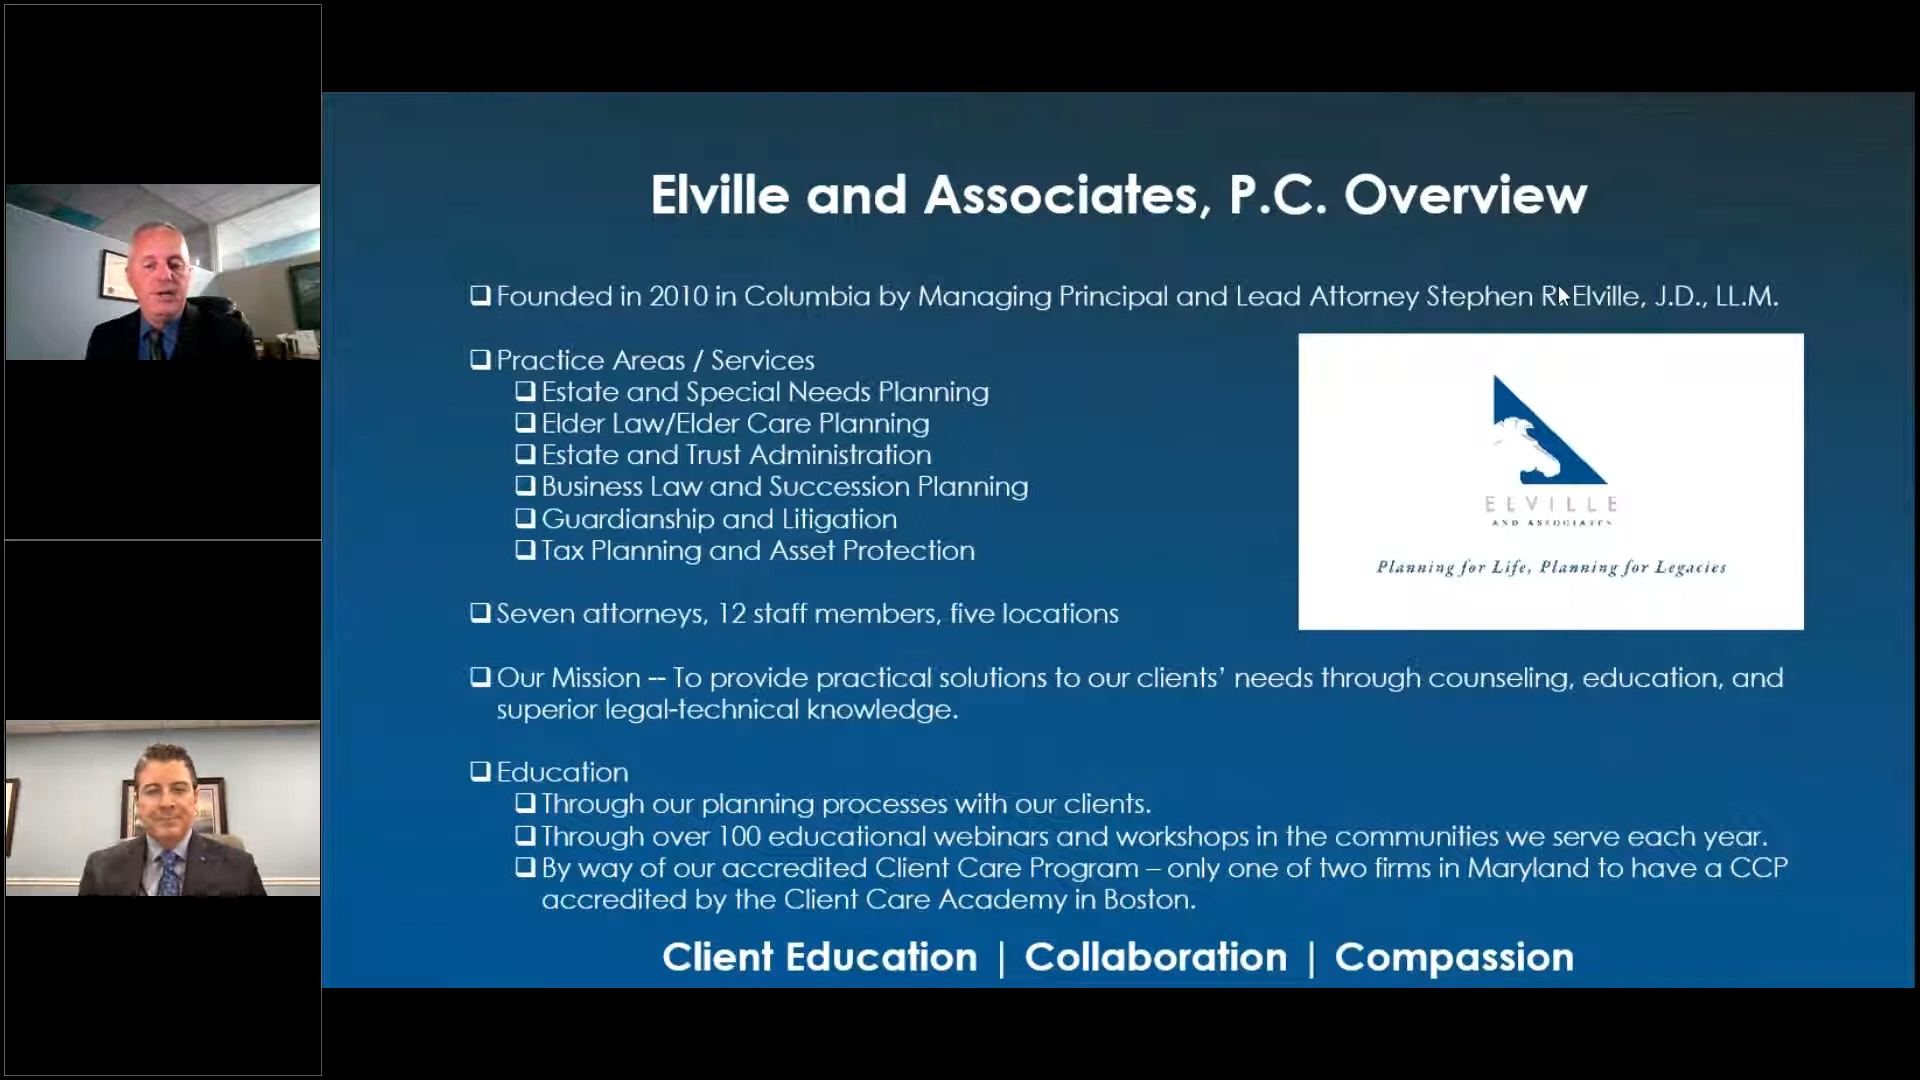 Elville and Associates, P.C. Overview
Founded in 2010 in Columbia by Managing Principal and Lead Attorney Stephen R. Elville, J.D., LL.M.
Practice Areas / Services
Estate and Special Needs Planning
Elder Law/Elder Care Planning
Estate and Trust Administration
Business Law and Succession Planning
Guardianship and Litigation
Tax Planning and Asset Protection
ELVILLE
AND ASSOCIATES
Planning for Life, Planning for Legacies
Seven attorneys, 12 staff members, five locations
Our Mission -- To provide practical solutions to our clients’ needs through counseling, education, and
superior legal-technical knowledge.
Education
Through our planning processes with our clients.
Through over 100 educational webinars and workshops in the communities we serve each year.
By way of our accredited Client Care Program – only one of two firms in Maryland to have a CCP
accredited by the Client Care Academy in Boston.
Client Education | Collaboration | Compassion